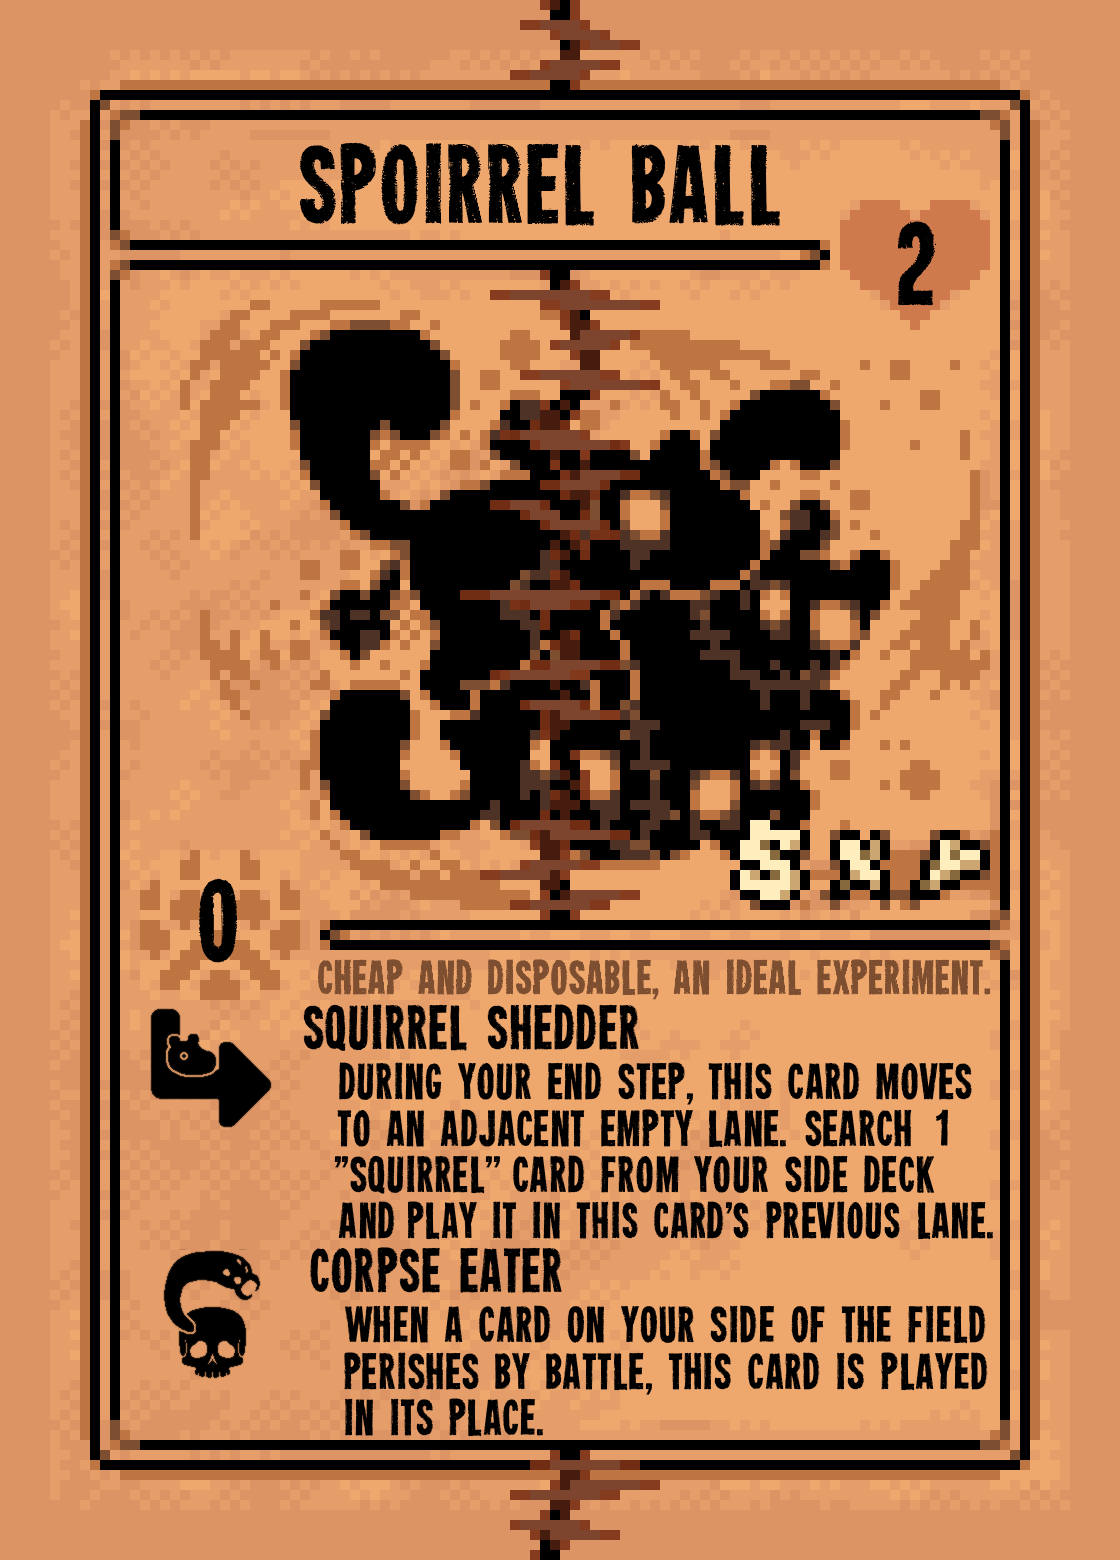 SPOIRREL BALL
2
SXP
0
CHEAP AND DISPOSABLE, AN IDEAL EXPERIMENT.
SQUIRREL SHEDDER
DURING YOUR END STEP, THIS CARD MOVES
TO AN ADJACENT EMPTY LANE. SEARCH 1
"SQUIRREL" CARD FROM YOUR SIDE DECK
AND PLAY IT IN THIS CARD'S PREVIOUS LANE.
CORPSE EATER
WHEN A CARD ON YOUR SIDE OF THE FIELD
PERISHES BY BATTLE, THIS CARD IS PLAYED
IN ITS PLACE.